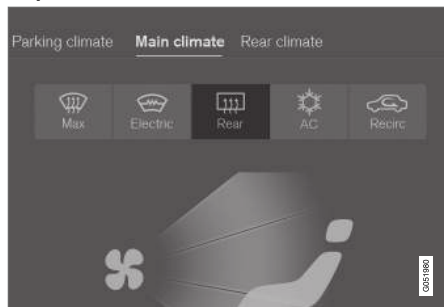 Parking climate Main climate Rear climate
Max Electric Rear AC Recirc
G051980